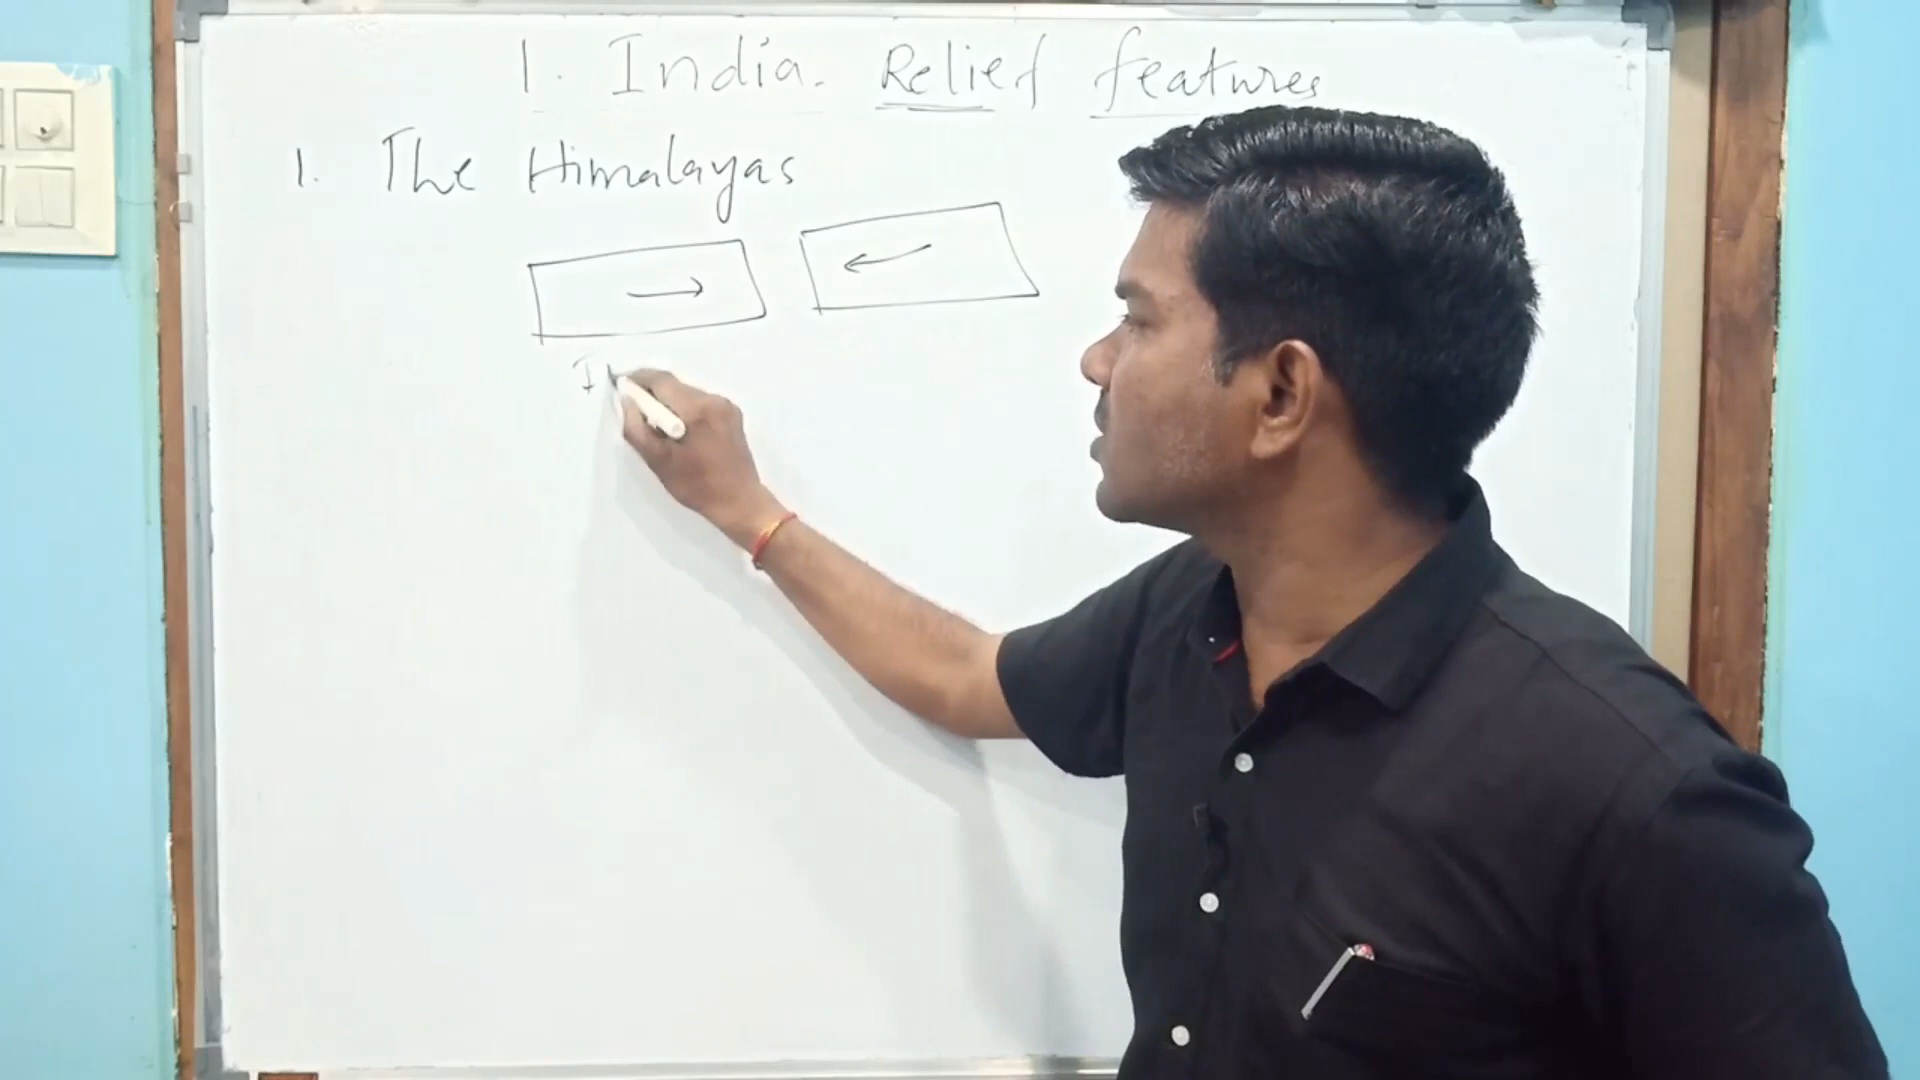 1. India. Relief features
1. The Himalayas
I